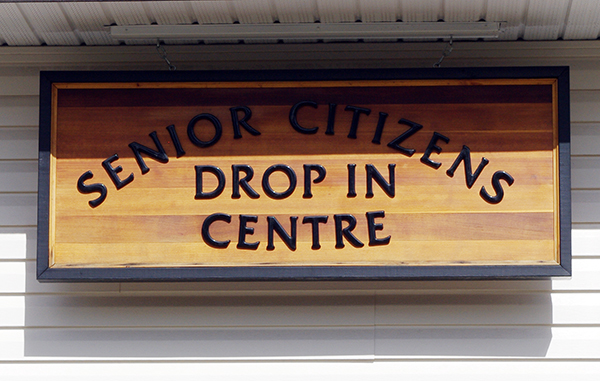 SENIOR CITIZENS
DROP IN
CENTRE